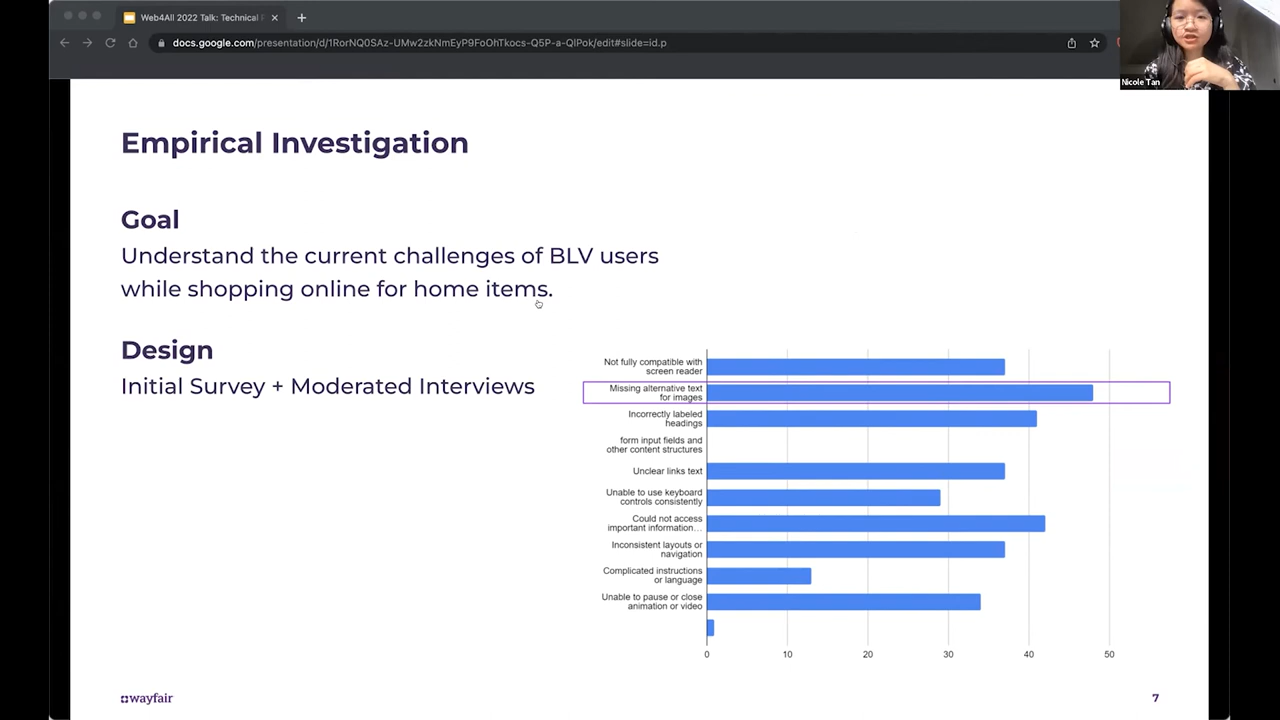 Web4All 2022 Talk: Technical
docs.google.com/presentation/d/1RorNQ0SAz-UMw2zkNmEyP9FoOhTkocs-Q5P-a-QlPok/edit#slide=id.p
Nicole Tan
Empirical Investigation
Goal
Understand the current challenges of BLV users
while shopping online for home items.
Design
Initial Survey + Moderated Interviews
Not fully compatible with
screen reader
Missing alternative text
for images
Incorrectly labeled
headings
form input fields and
other content structures
Unclear links text
Unable to use keyboard
controls consistently
Could not access
important information...
Inconsistent layouts or
navigation
Complicated instructions
or language
Unable to pause or close
animation or video
0 10 20 30 40 50
wayfair
7